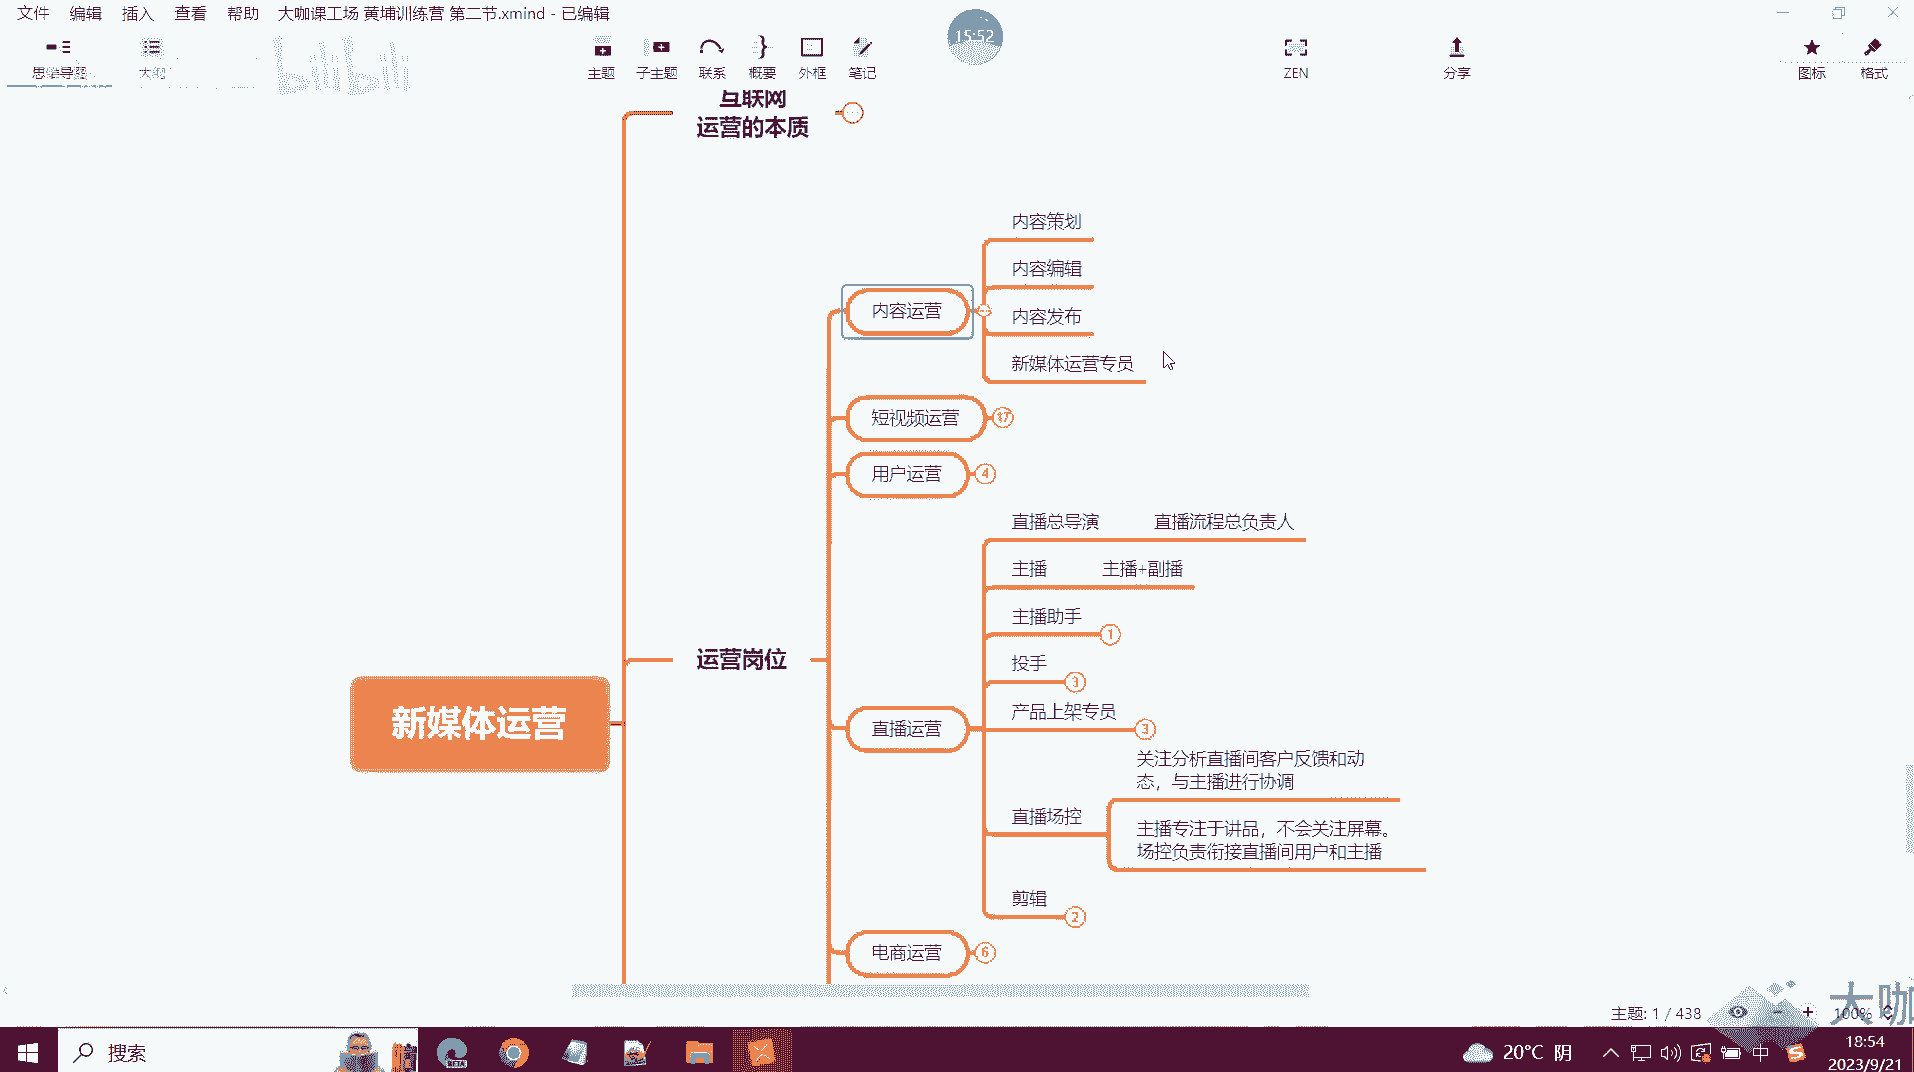 文件 编辑 插入 查看 帮助 大咖课工场 黄埔训练营 第二节.xmind - 已编辑
15:52
思维导图 大纲 主题 子主题 联系 概要 外框 笔记 ZEN 分享 图标 格式
bilibili
互联网
运营的本质
内容策划
内容编辑
内容运营
内容发布
新媒体运营专员
短视频运营 17
用户运营 4
直播总导演 直播流程总负责人
主播 主播+副播
主播助手 1
运营岗位
投手 3
产品上架专员 3
新媒体运营
直播运营
关注分析直播间客户反馈和动
态，与主播进行协调
直播场控
主播专注于讲品，不会关注屏幕。
场控负责衔接直播间用户和主播
剪辑 2
电商运营 6
主题: 1 / 438 100%
大咖
搜索
BETA
20°C 阴
中
18:54
2023/9/21